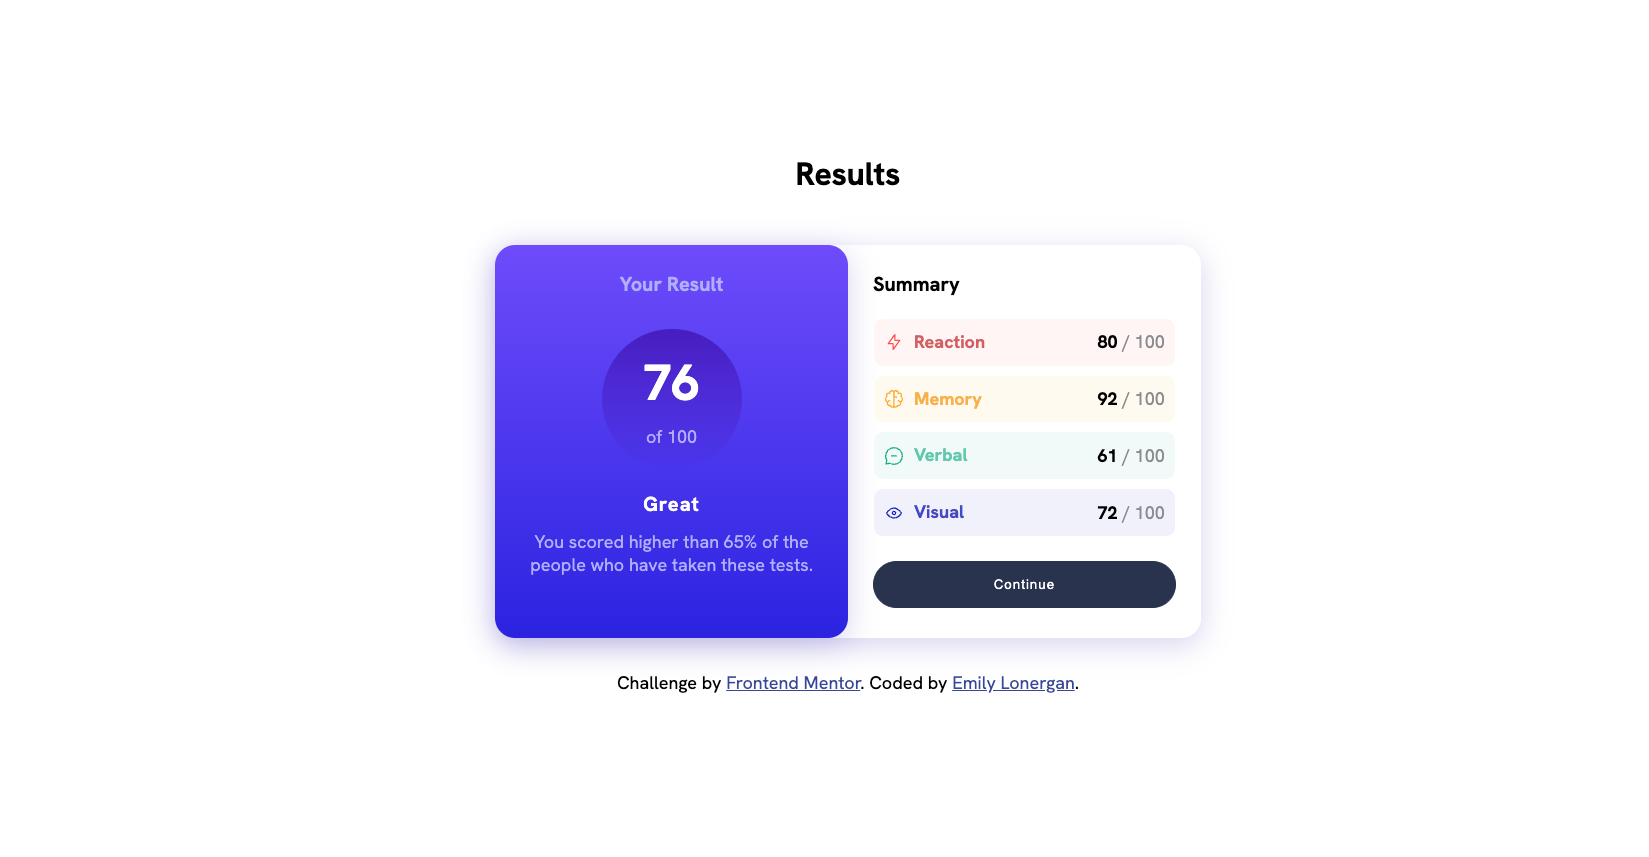 Results
Your Result
76
of 100
Great
You scored higher than 65% of the
people who have taken these tests.
Summary
Reaction 80 / 100
Memory 92 / 100
Verbal 61 / 100
Visual 72 / 100
Continue
Challenge by Frontend Mentor. Coded by Emily Lonergan.